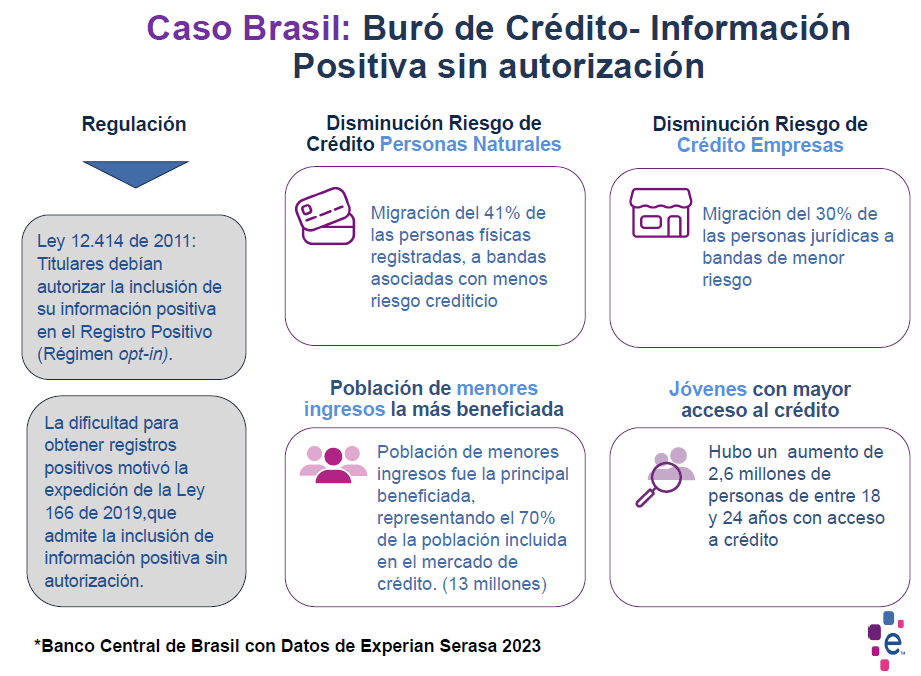 Caso Brasil: Buró de Crédito- Información
Positiva sin autorización
Regulación
Ley 12.414 de 2011:
Titulares debían
autorizar la inclusión de
su información positiva
en el Registro Positivo
(Régimen opt-in).
La dificultad para
obtener registros
positivos motivó la
expedición de la Ley
166 de 2019,que
admite la inclusión de
información positiva sin
autorización.
Disminución Riesgo de
Crédito Personas Naturales
Migración del 41% de
las personas físicas
registradas, a bandas
asociadas con menos
riesgo crediticio
Disminución Riesgo de
Crédito Empresas
Migración del 30% de
las personas jurídicas a
bandas de menor
riesgo
Población de menores
ingresos la más beneficiada
Población de menores
ingresos fue la principal
beneficiada,
representando el 70%
de la población incluida
en el mercado de
crédito. (13 millones)
Jóvenes con mayor
acceso al crédito
Hubo un aumento de
2,6 millones de
personas de entre 18
y 24 años con acceso
a crédito
*Banco Central de Brasil con Datos de Experian Serasa 2023
e